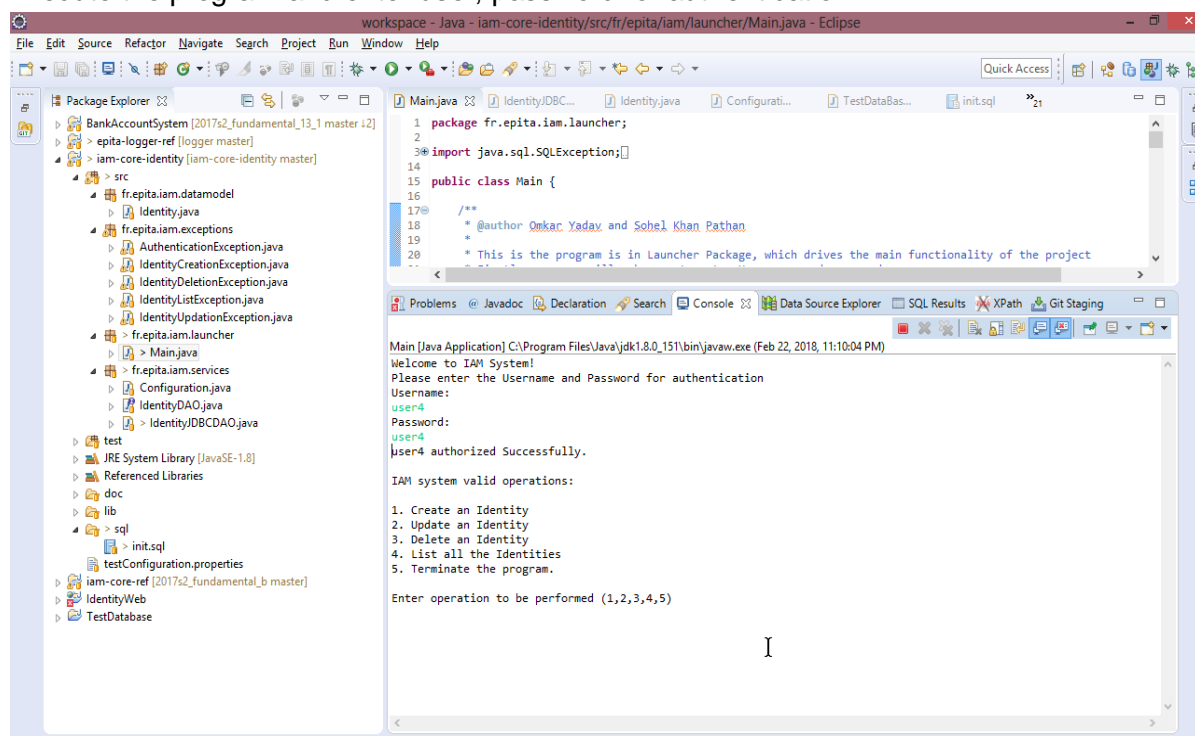 workspace - Java - iam-core-identity/src/fr/epita/iam/launcher/Main.java - Eclipse
File Edit Source Refactor Navigate Search Project Run Window Help
Quick Access
Package Explorer
BankAccountSystem [2017s2_fundamental_13_1 master ↓2]
> epita-logger-ref [logger master]
> iam-core-identity [iam-core-identity master]
> src
fr.epita.iam.datamodel
Identity.java
fr.epita.iam.exceptions
AuthenticationException.java
IdentityCreationException.java
IdentityDeletionException.java
IdentityListException.java
IdentityUpdationException.java
> fr.epita.iam.launcher
> Main.java
> fr.epita.iam.services
Configuration.java
IdentityDAO.java
> IdentityJDBCDAO.java
test
JRE System Library [JavaSE-1.8]
Referenced Libraries
doc
lib
> sql
> init.sql
testConfiguration.properties
iam-core-ref [2017s2_fundamental_b master]
IdentityWeb
TestDatabase
Main.java IdentityJDBC... Identity.java Configurati... TestDataBas... init.sql »21
1 package fr.epita.iam.launcher;
2
3 import java.sql.SQLException;
14
15 public class Main {
16
17 /**
18 * @author Omkar Yadav and Sohel Khan Pathan
19 *
20 * This is the program is in Launcher Package, which drives the main functionality of the project
Problems @ Javadoc Declaration Search Console Data Source Explorer SQL Results XPath Git Staging
Main [Java Application] C:\Program Files\Java\jdk1.8.0_151\bin\javaw.exe (Feb 22, 2018, 11:10:04 PM)
Welcome to IAM System!
Please enter the Username and Password for authentication
Username:
user4
Password:
user4
user4 authorized Successfully.
IAM system valid operations:
1. Create an Identity
2. Update an Identity
3. Delete an Identity
4. List all the Identities
5. Terminate the program.
Enter operation to be performed (1,2,3,4,5)